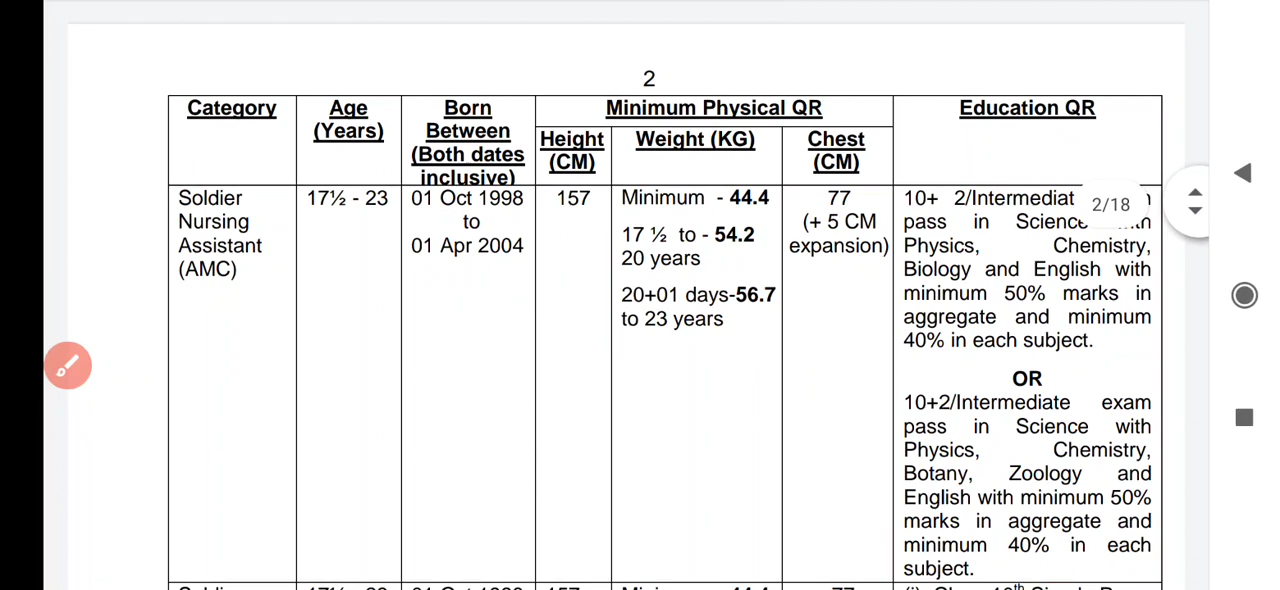 2
Category
Age
(Years)
Born
Between
(Both dates
inclusive)
Minimum Physical QR
Height
(CM)
Weight (KG)
Chest
(CM)
Education QR
Soldier
Nursing
Assistant
(AMC)
17½ - 23
01 Oct 1998
to
01 Apr 2004
157
Minimum - 44.4
17 ½ to - 54.2
20 years
20+01 days-56.7
to 23 years
77
(+ 5 CM
expansion)
10+ 2/Intermediat
pass in Science
Physics, Chemistry,
Biology and English with
minimum 50% marks in
aggregate and minimum
40% in each subject.
OR
10+2/Intermediate exam
pass in Science with
Physics, Chemistry,
Botany, Zoology and
English with minimum 50%
marks in aggregate and
minimum 40% in each
subject.
2/18